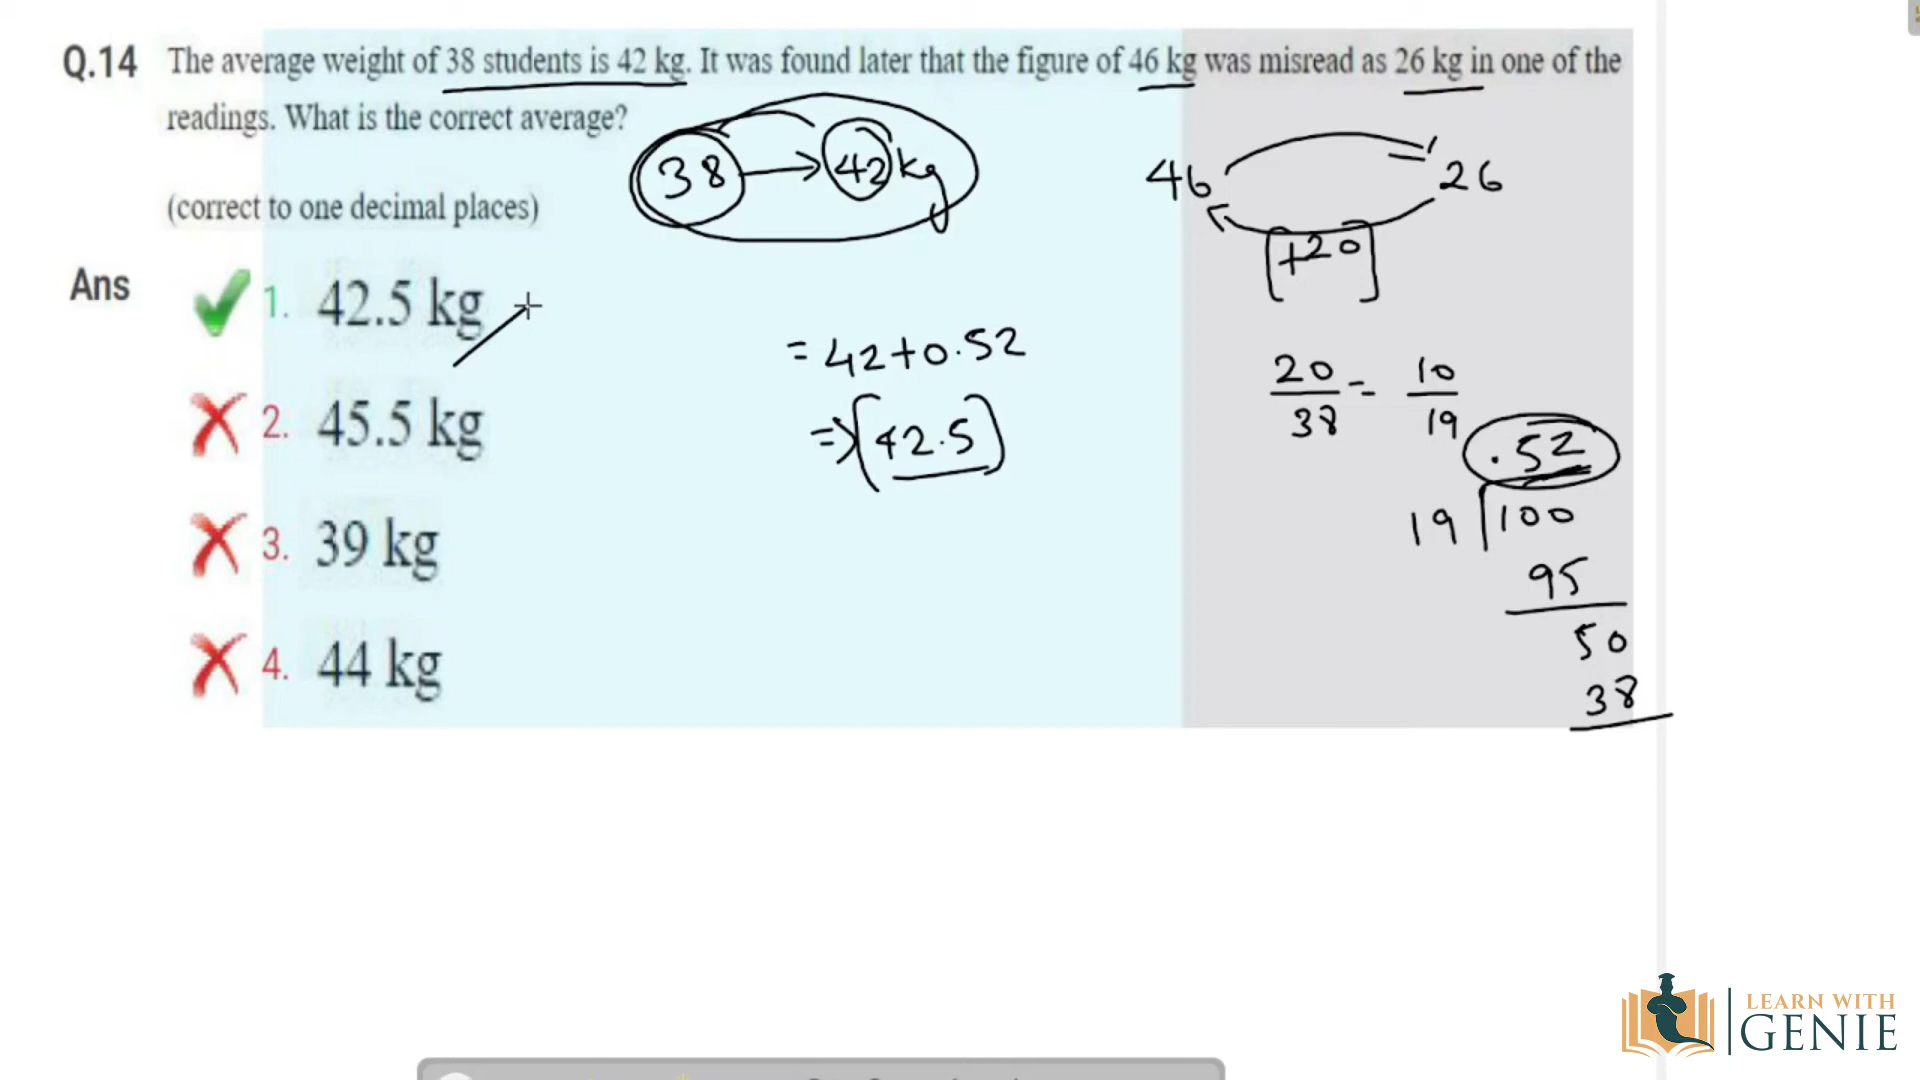 Q.14 The average weight of 38 students is 42 kg. It was found later that the figure of 46 kg was misread as 26 kg in one of the
readings. What is the correct average?
38 → 42 kg
46 26
[+20]
(correct to one decimal places)
Ans
1. 42.5 kg
2. 45.5 kg
3. 39 kg
4. 44 kg
= 42+0.52
=> [42.5]
20/38 = 10/19
.52
19 100
95
50
38
LEARN WITH
GENIE